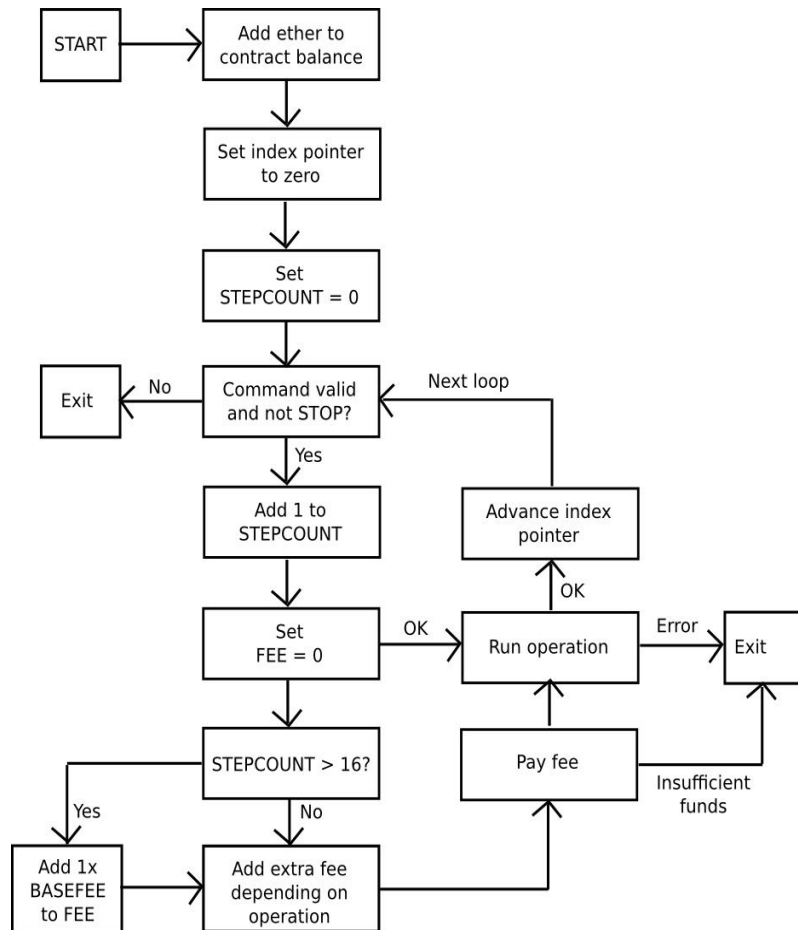 START
Add ether to
contract balance
Set index pointer
to zero
Set
STEPCOUNT = 0
Exit
No
Command valid
and not STOP?
Next loop
Yes
Add 1 to
STEPCOUNT
Advance index
pointer
OK
Set
FEE = 0
OK
Run operation
Error
Exit
STEPCOUNT > 16?
Pay fee
Insufficient
funds
Yes
No
Add 1x
BASEFEE
to FEE
Add extra fee
depending on
operation